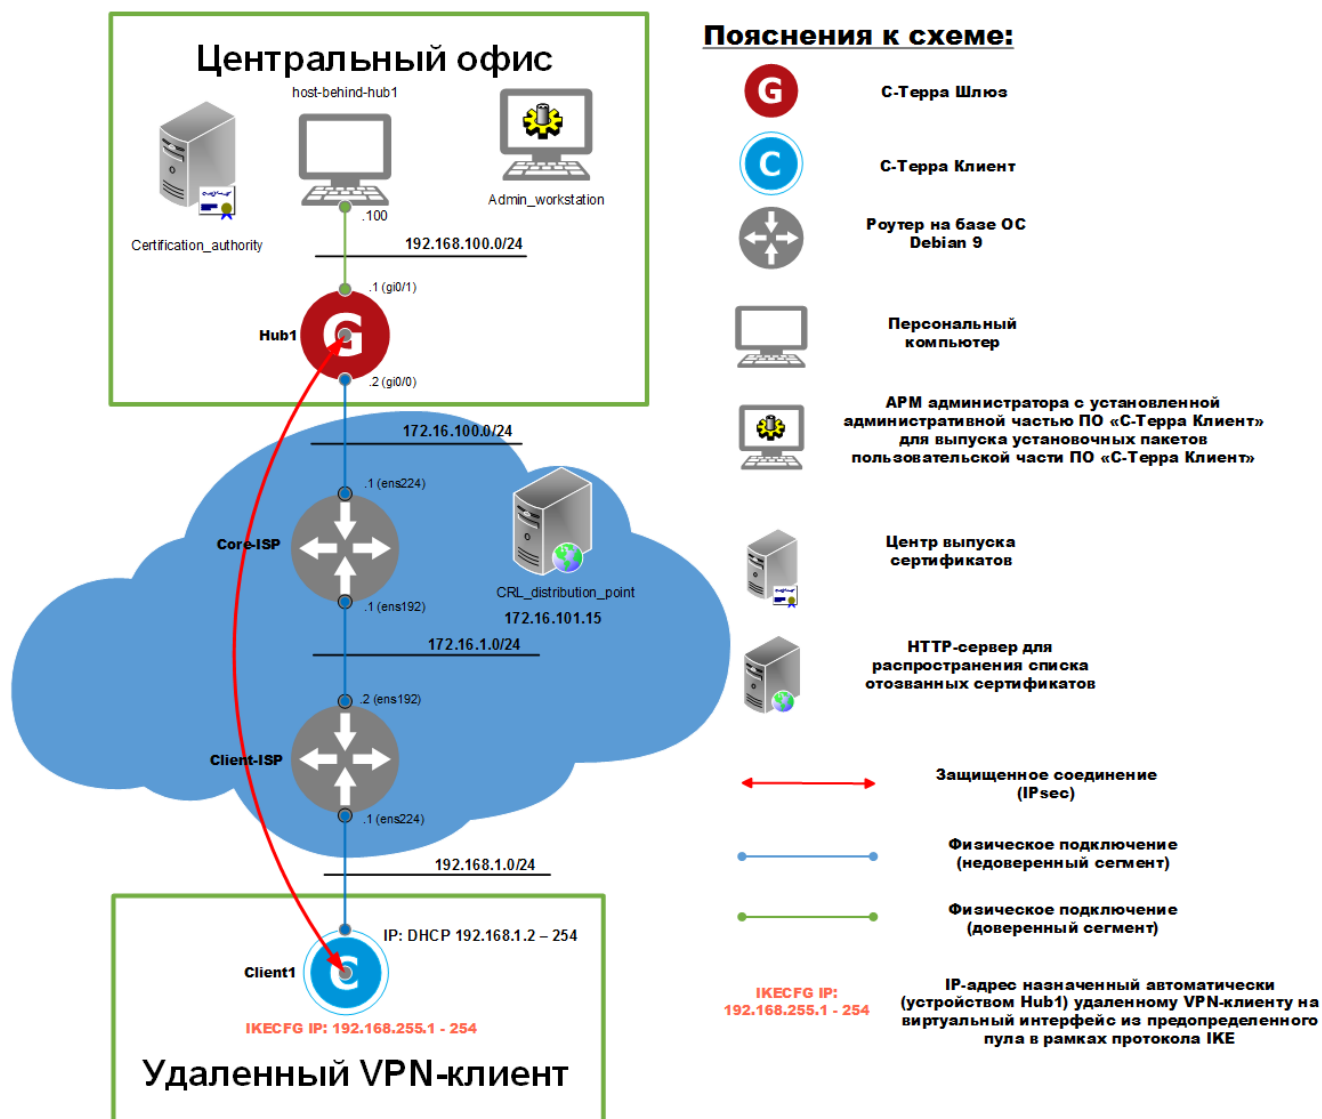 Центральный офис
host-behind-hub1
Certification_authority
Admin_workstation
.100
192.168.100.0/24
.1 (gi0/1)
Hub1
G
.2 (gi0/0)
172.16.100.0/24
.1 (ens224)
Core-ISP
CRL_distribution_point
172.16.101.15
.1 (ens192)
172.16.1.0/24
.2 (ens192)
Client-ISP
.1 (ens224)
192.168.1.0/24
IP: DHCP 192.168.1.2 – 254
Client1
C
IKECFG IP: 192.168.255.1 - 254
Удаленный VPN-клиент
Пояснения к схеме:
G
С-Терра Шлюз
C
С-Терра Клиент
Роутер на базе ОС
Debian 9
Персональный
компьютер
АРМ администратора с установленной
административной частью ПО «С-Терра Клиент»
для выпуска установочных пакетов
пользовательской части ПО «С-Терра Клиент»
Центр выпуска
сертификатов
HTTP-сервер для
распространения списка
отозванных сертификатов
Защищенное соединение
(IPsec)
Физическое подключение
(недоверенный сегмент)
Физическое подключение
(доверенный сегмент)
IKECFG IP:
192.168.255.1 - 254
IP-адрес назначенный автоматически
(устройством Hub1) удаленному VPN-клиенту на
виртуальный интерфейс из предопределенного
пула в рамках протокола IKE